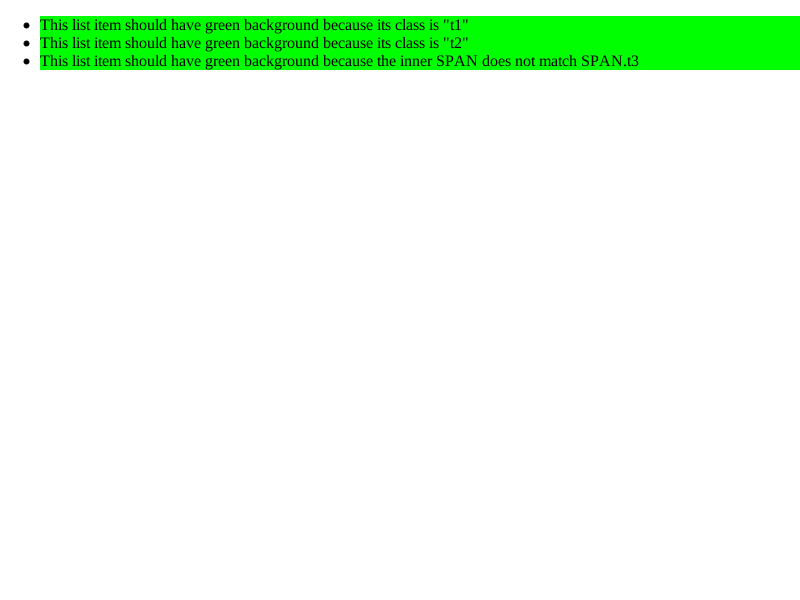 This list item should have green background because its class is "t1"
This list item should have green background because its class is "t2"
This list item should have green background because the inner SPAN does not match SPAN.t3